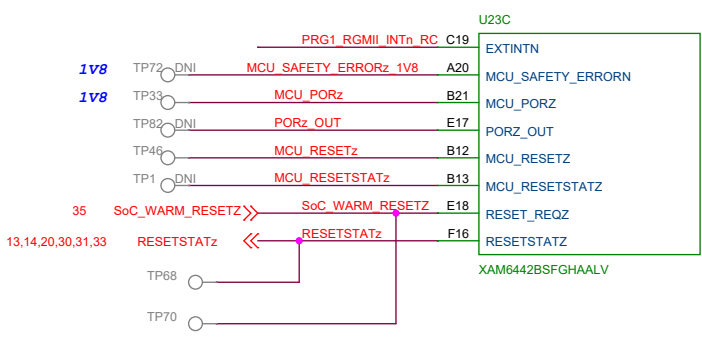 U23C
PRG1_RGMII_INTn_RC C19 EXTINTN
1V8 TP72 DNI MCU_SAFETY_ERRORz_1V8 A20 MCU_SAFETY_ERRORN
1V8 TP33 MCU_PORz B21 MCU_PORZ
TP82 DNI PORz_OUT E17 PORZ_OUT
TP46 MCU_RESETz B12 MCU_RESETZ
TP1 DNI MCU_RESETSTATz B13 MCU_RESETSTATZ
35 SoC_WARM_RESETZ SoC_WARM_RESETZ E18 RESET_REQZ
13,14,20,30,31,33 RESETSTATz RESETSTATz F16 RESETSTATZ
XAM6442BSFGHAALV
TP68
TP70